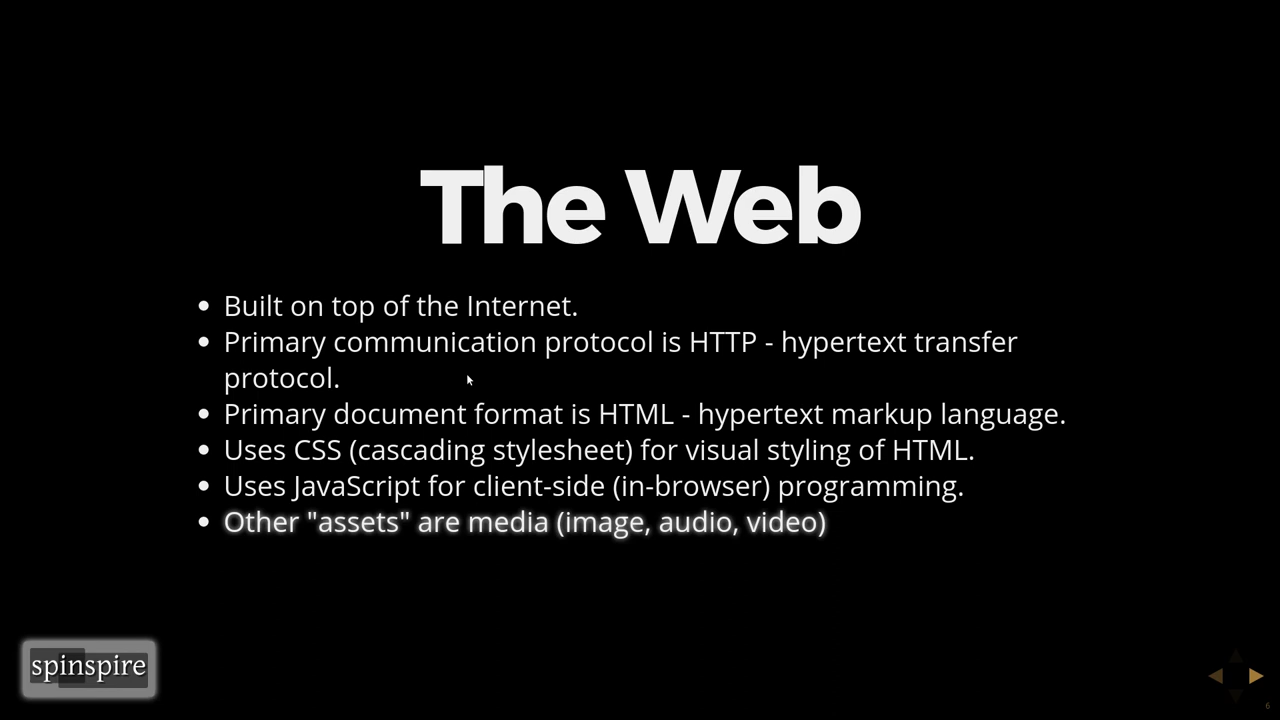 The Web
Built on top of the Internet.
Primary communication protocol is HTTP - hypertext transfer
protocol.
Primary document format is HTML - hypertext markup language.
Uses CSS (cascading stylesheet) for visual styling of HTML.
Uses JavaScript for client-side (in-browser) programming.
Other "assets" are media (image, audio, video)
spinspire
6